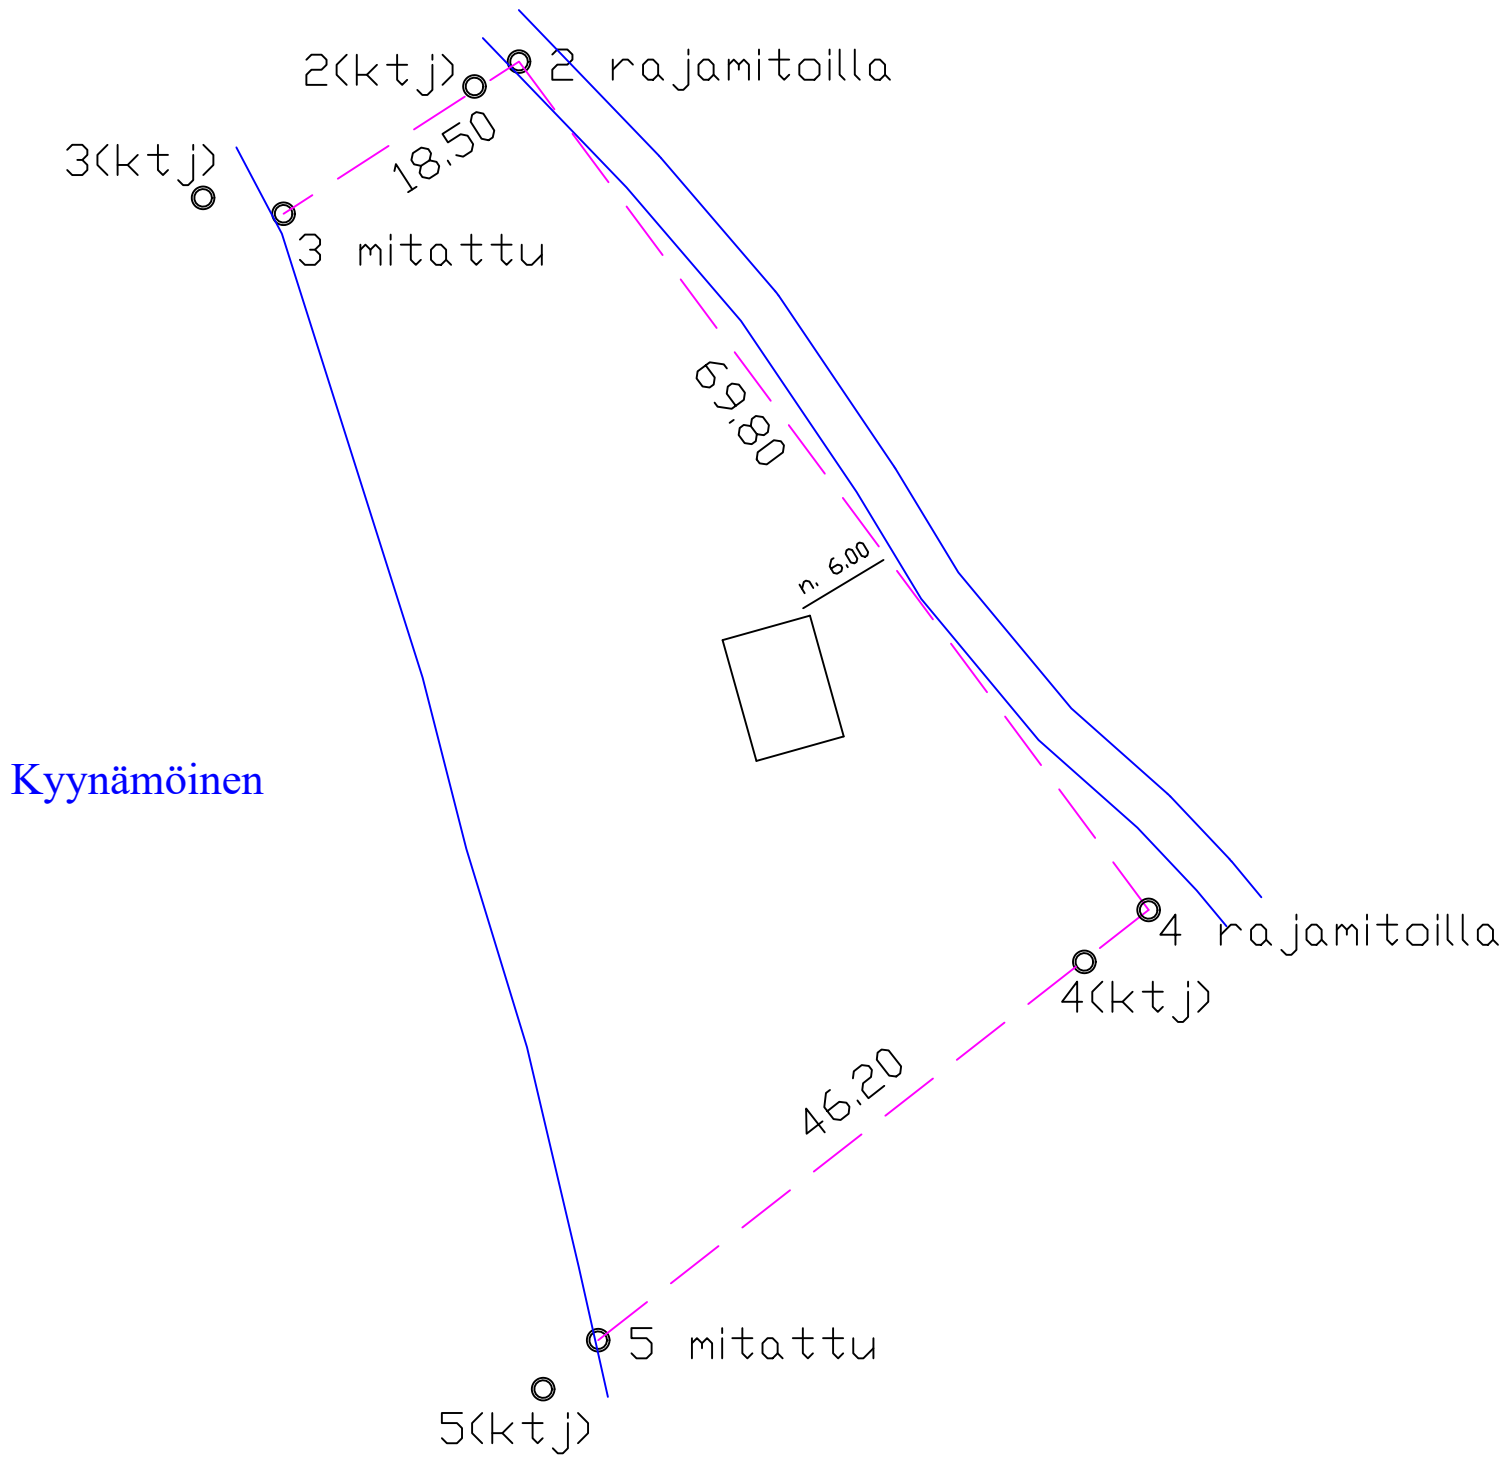 2(ktj)
2 rajamitoilla
18.50
3(ktj)
3 mitattu
69.80
n. 6.00
Kyynämöinen
4 rajamitoilla
4(ktj)
46.20
5 mitattu
5(ktj)